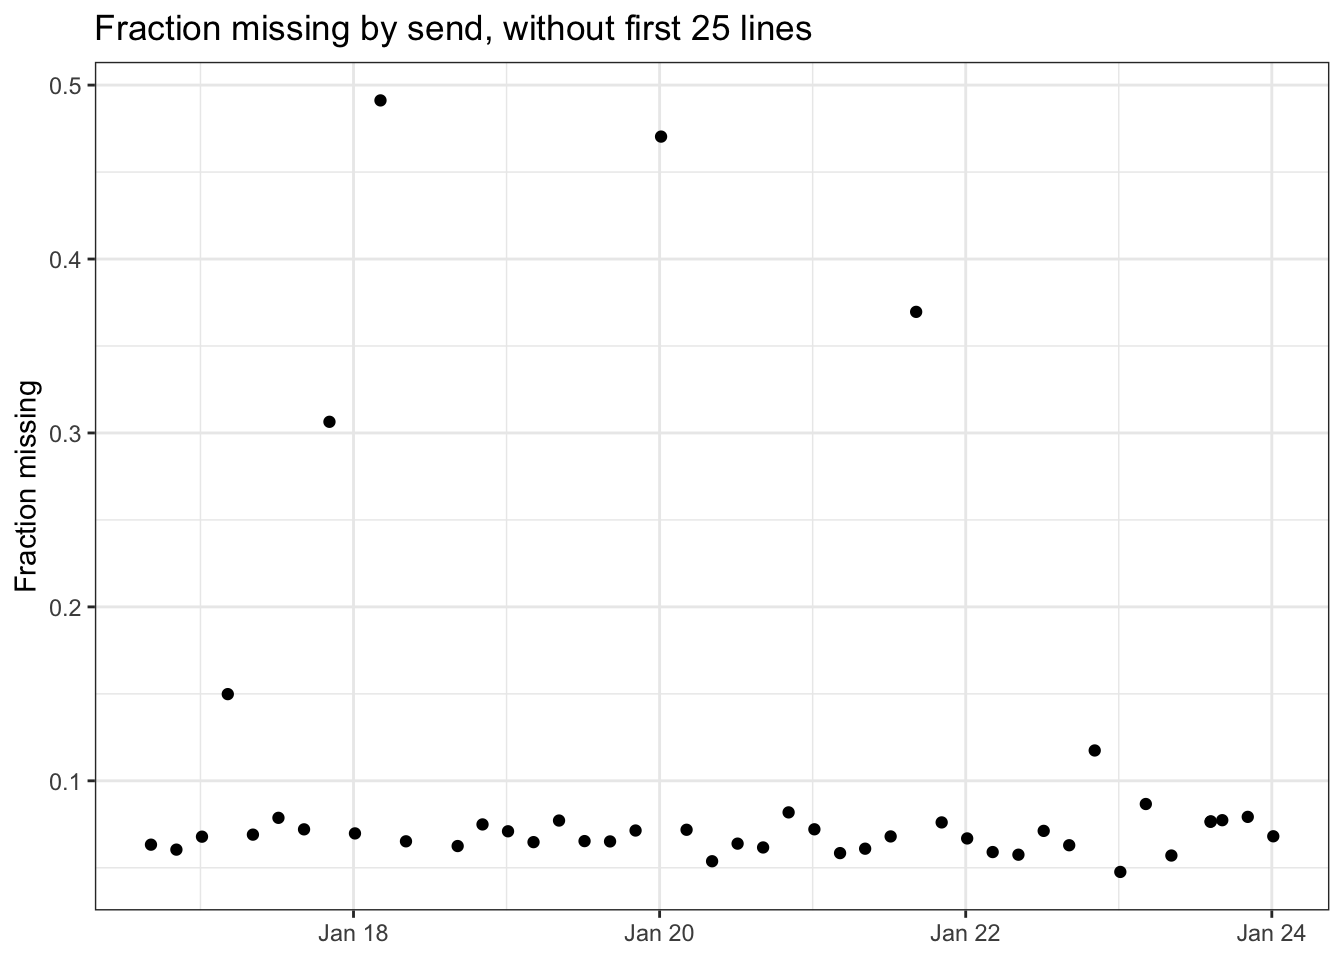 Fraction missing by send, without first 25 lines
0.5
0.4
0.3
0.2
0.1
Fraction missing
Jan 18
Jan 20
Jan 22
Jan 24